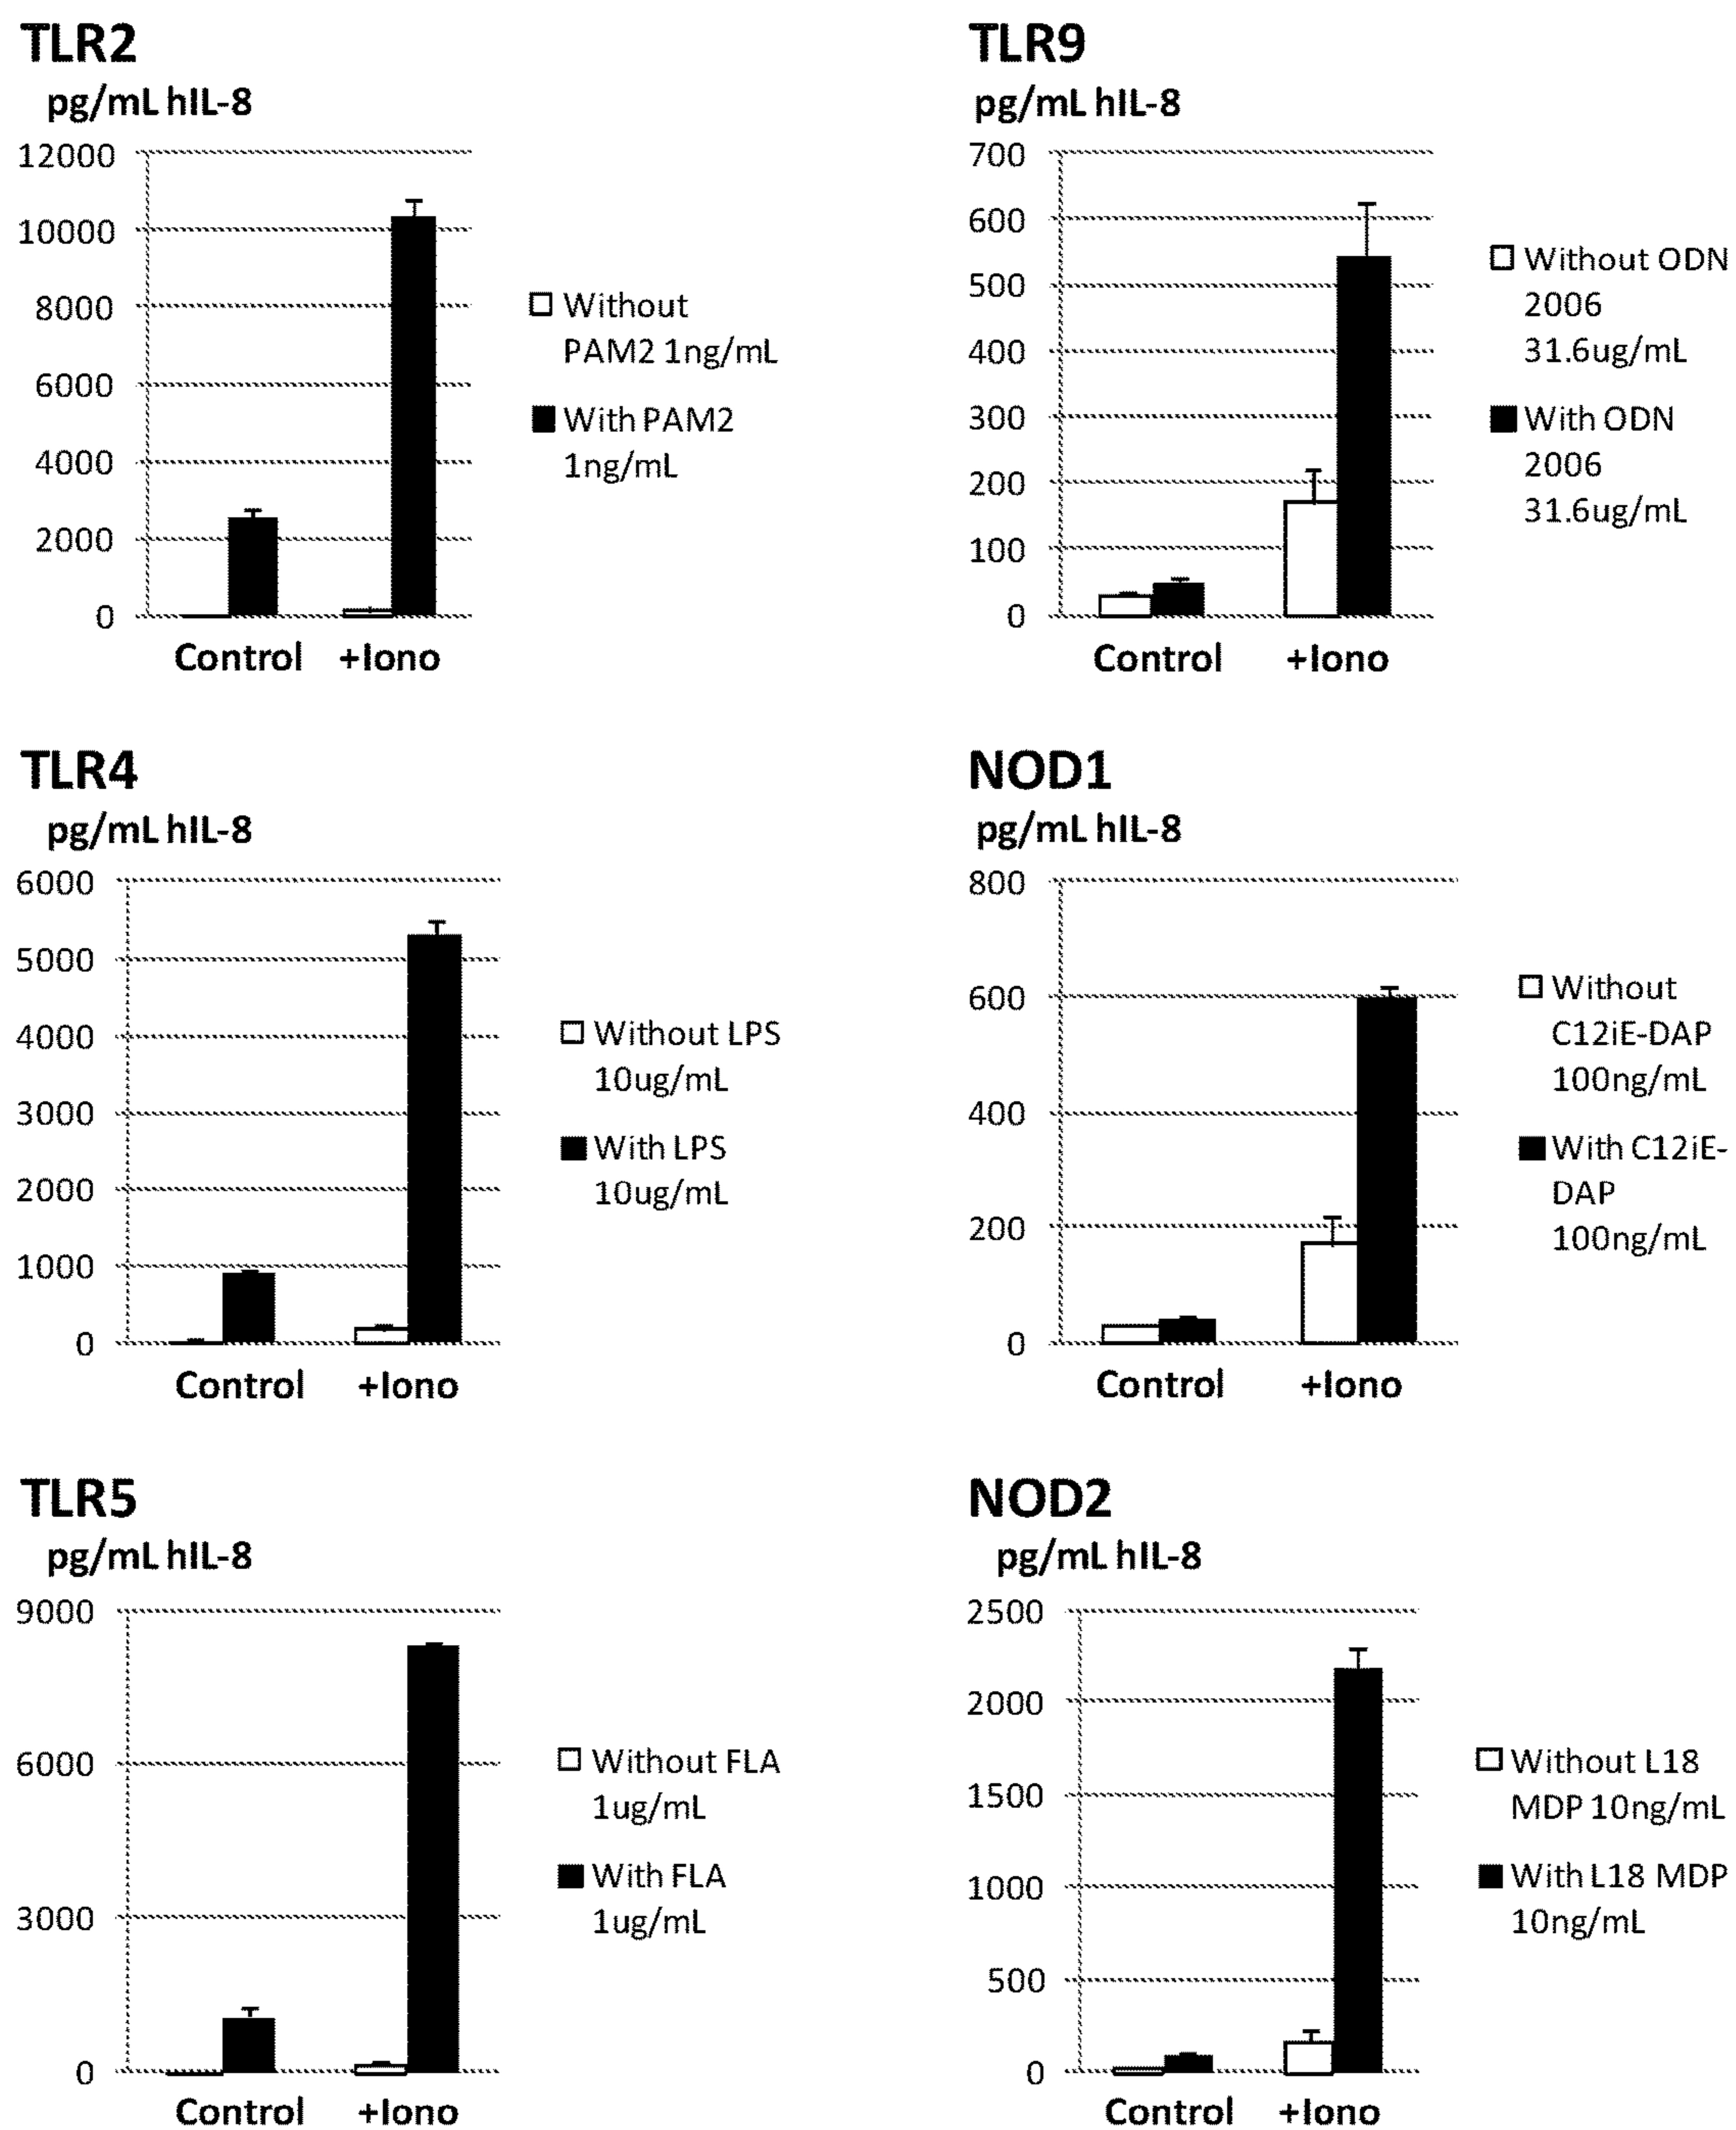 TLR2
pg/mL hIL-8
12000
10000
8000
6000
4000
2000
0
Control +Iono
Without
PAM2 1ng/mL
With PAM2
1ng/mL
TLR9
pg/mL hIL-8
700
600
500
400
300
200
100
0
Control +Iono
Without ODN
2006
31.6ug/mL
With ODN
2006
31.6ug/mL
TLR4
pg/mL hIL-8
6000
5000
4000
3000
2000
1000
0
Control +Iono
Without LPS
10ug/mL
With LPS
10ug/mL
NOD1
pg/mL hIL-8
800
600
400
200
0
Control +Iono
Without
C12iE-DAP
100ng/mL
With C12iE-
DAP
100ng/mL
TLR5
pg/mL hIL-8
9000
6000
3000
0
Control +Iono
Without FLA
1ug/mL
With FLA
1ug/mL
NOD2
pg/mL hIL-8
2500
2000
1500
1000
500
0
Control +Iono
Without L18
MDP 10ng/mL
With L18 MDP
10ng/mL